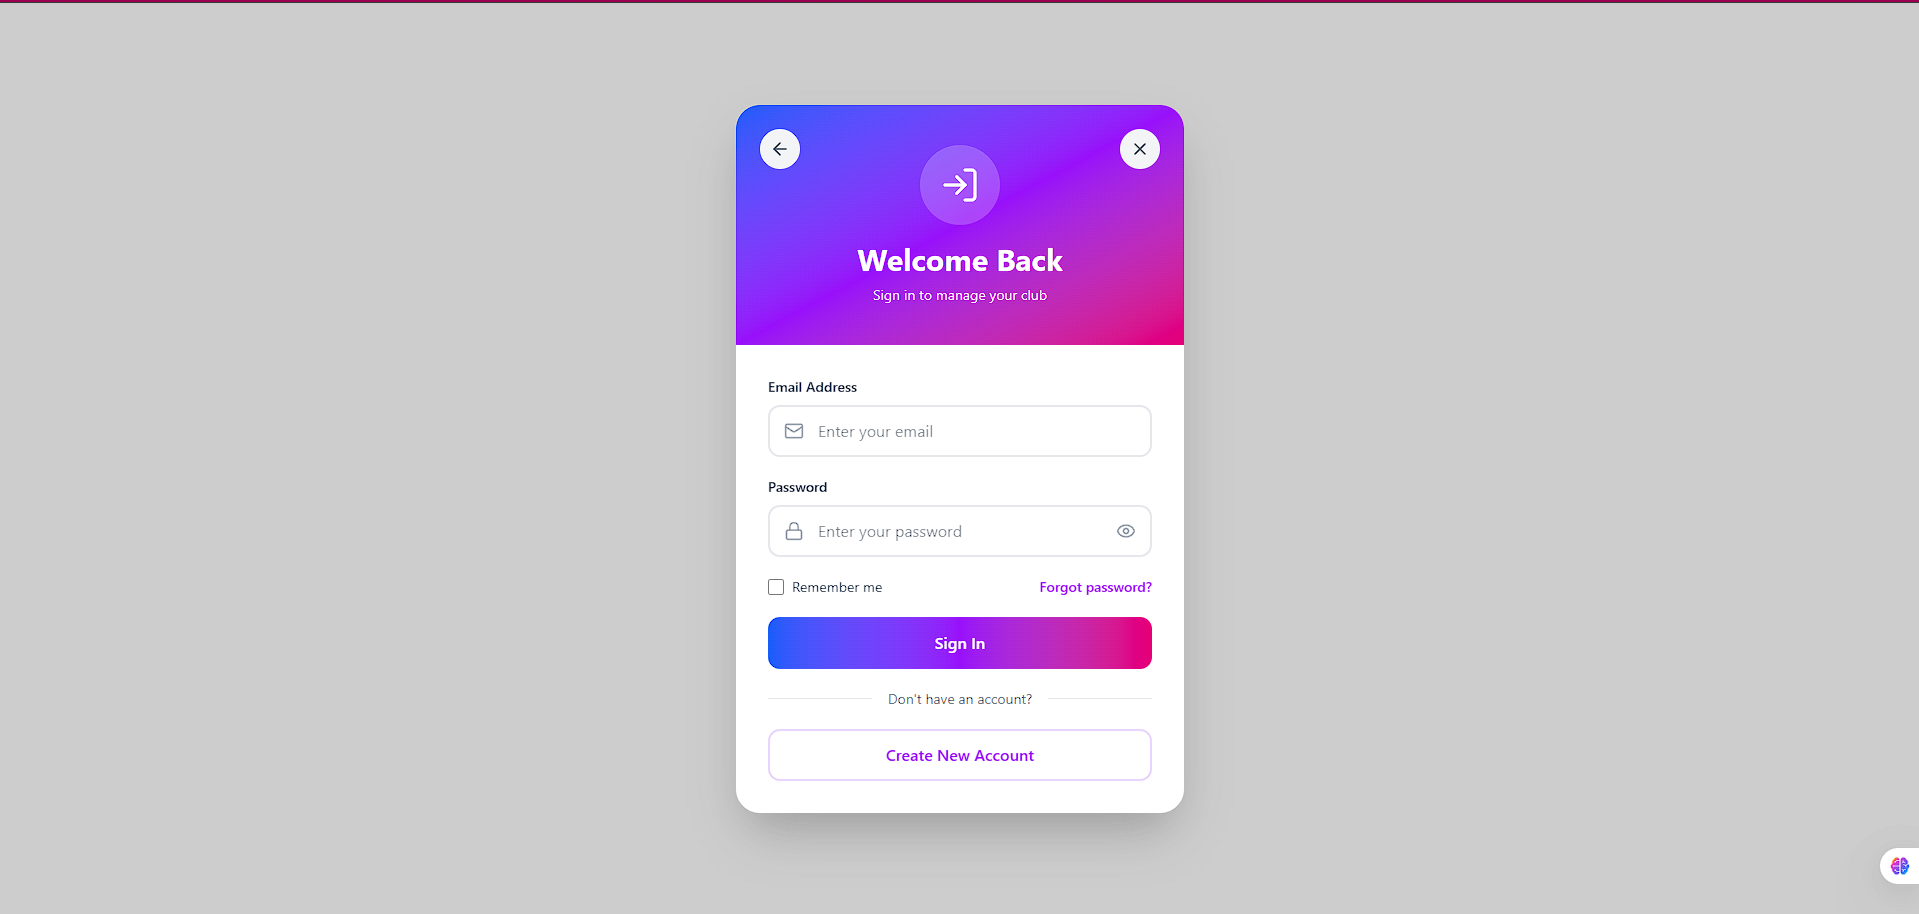 Welcome Back
Sign in to manage your club
Email Address
Enter your email
Password
Enter your password
Remember me
Forgot password?
Sign In
Don't have an account?
Create New Account